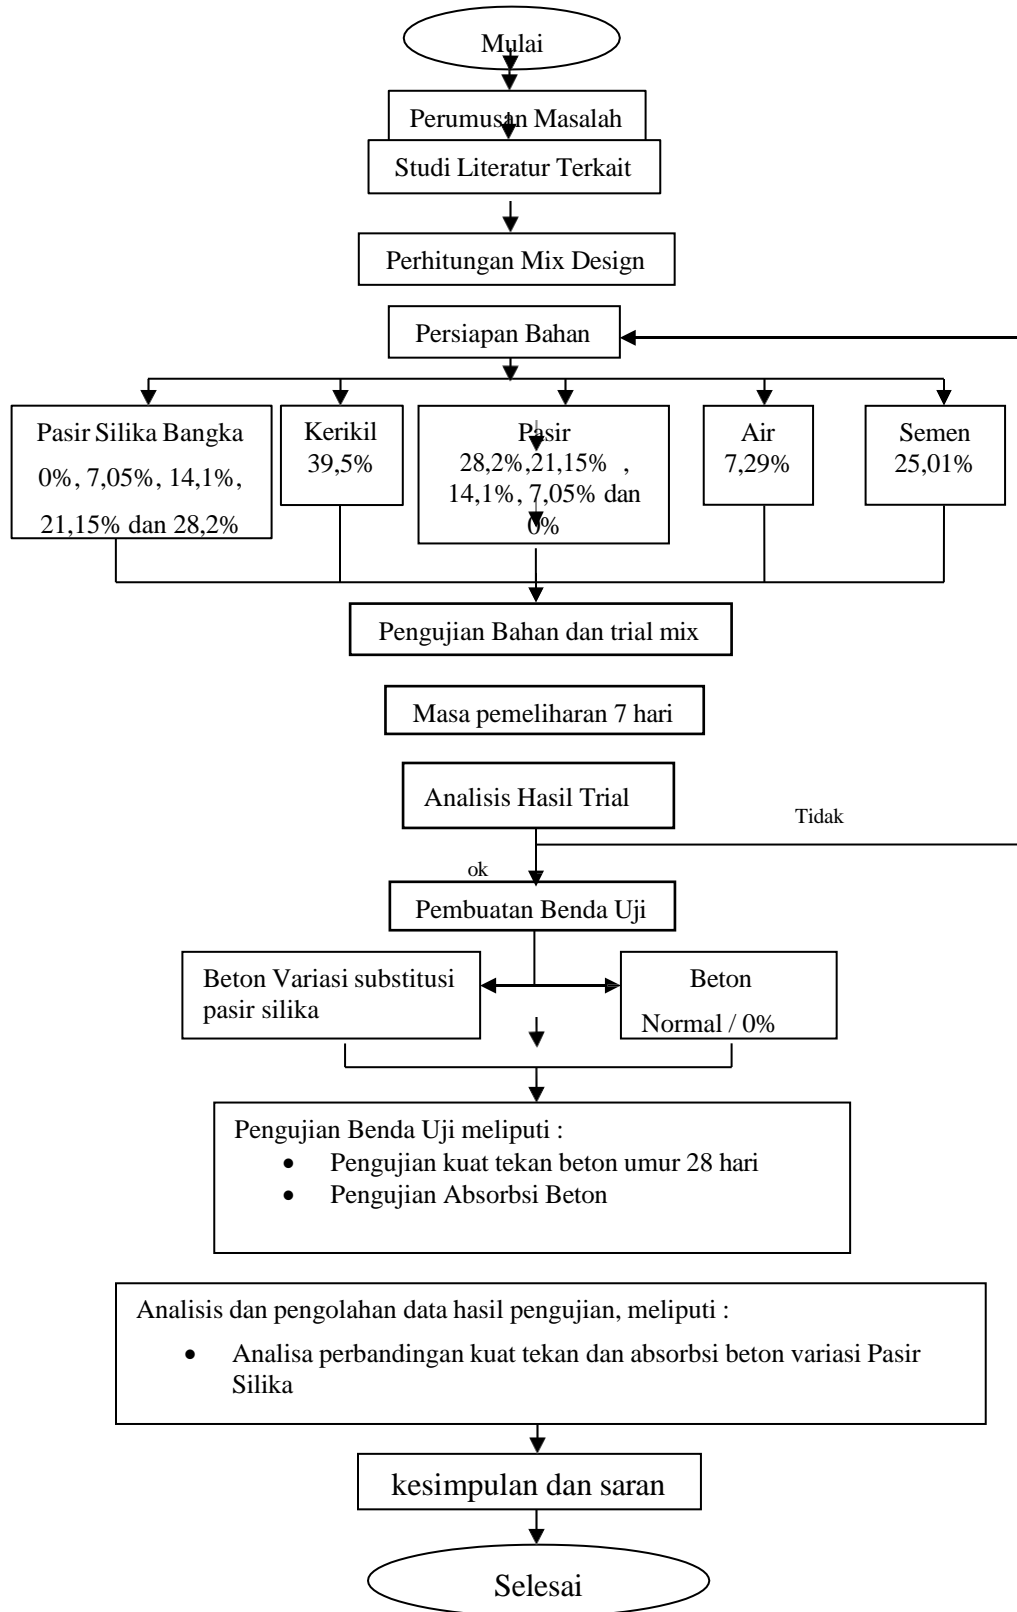 Mulai
Perumusan Masalah
Studi Literatur Terkait
Perhitungan Mix Design
Persiapan Bahan
Pasir Silika Bangka
0%, 7,05%, 14,1%,
21,15% dan 28,2%
Kerikil
39,5%
Pasir
28,2%,21,15% ,
14,1%, 7,05% dan
0%
Air
7,29%
Semen
25,01%
Pengujian Bahan dan trial mix
Masa pemeliharan 7 hari
Analisis Hasil Trial
Tidak
ok
Pembuatan Benda Uji
Beton Variasi substitusi
pasir silika
Beton
Normal / 0%
Pengujian Benda Uji meliputi :
• Pengujian kuat tekan beton umur 28 hari
• Pengujian Absorbsi Beton
Analisis dan pengolahan data hasil pengujian, meliputi :
• Analisa perbandingan kuat tekan dan absorbsi beton variasi Pasir
Silika
kesimpulan dan saran
Selesai